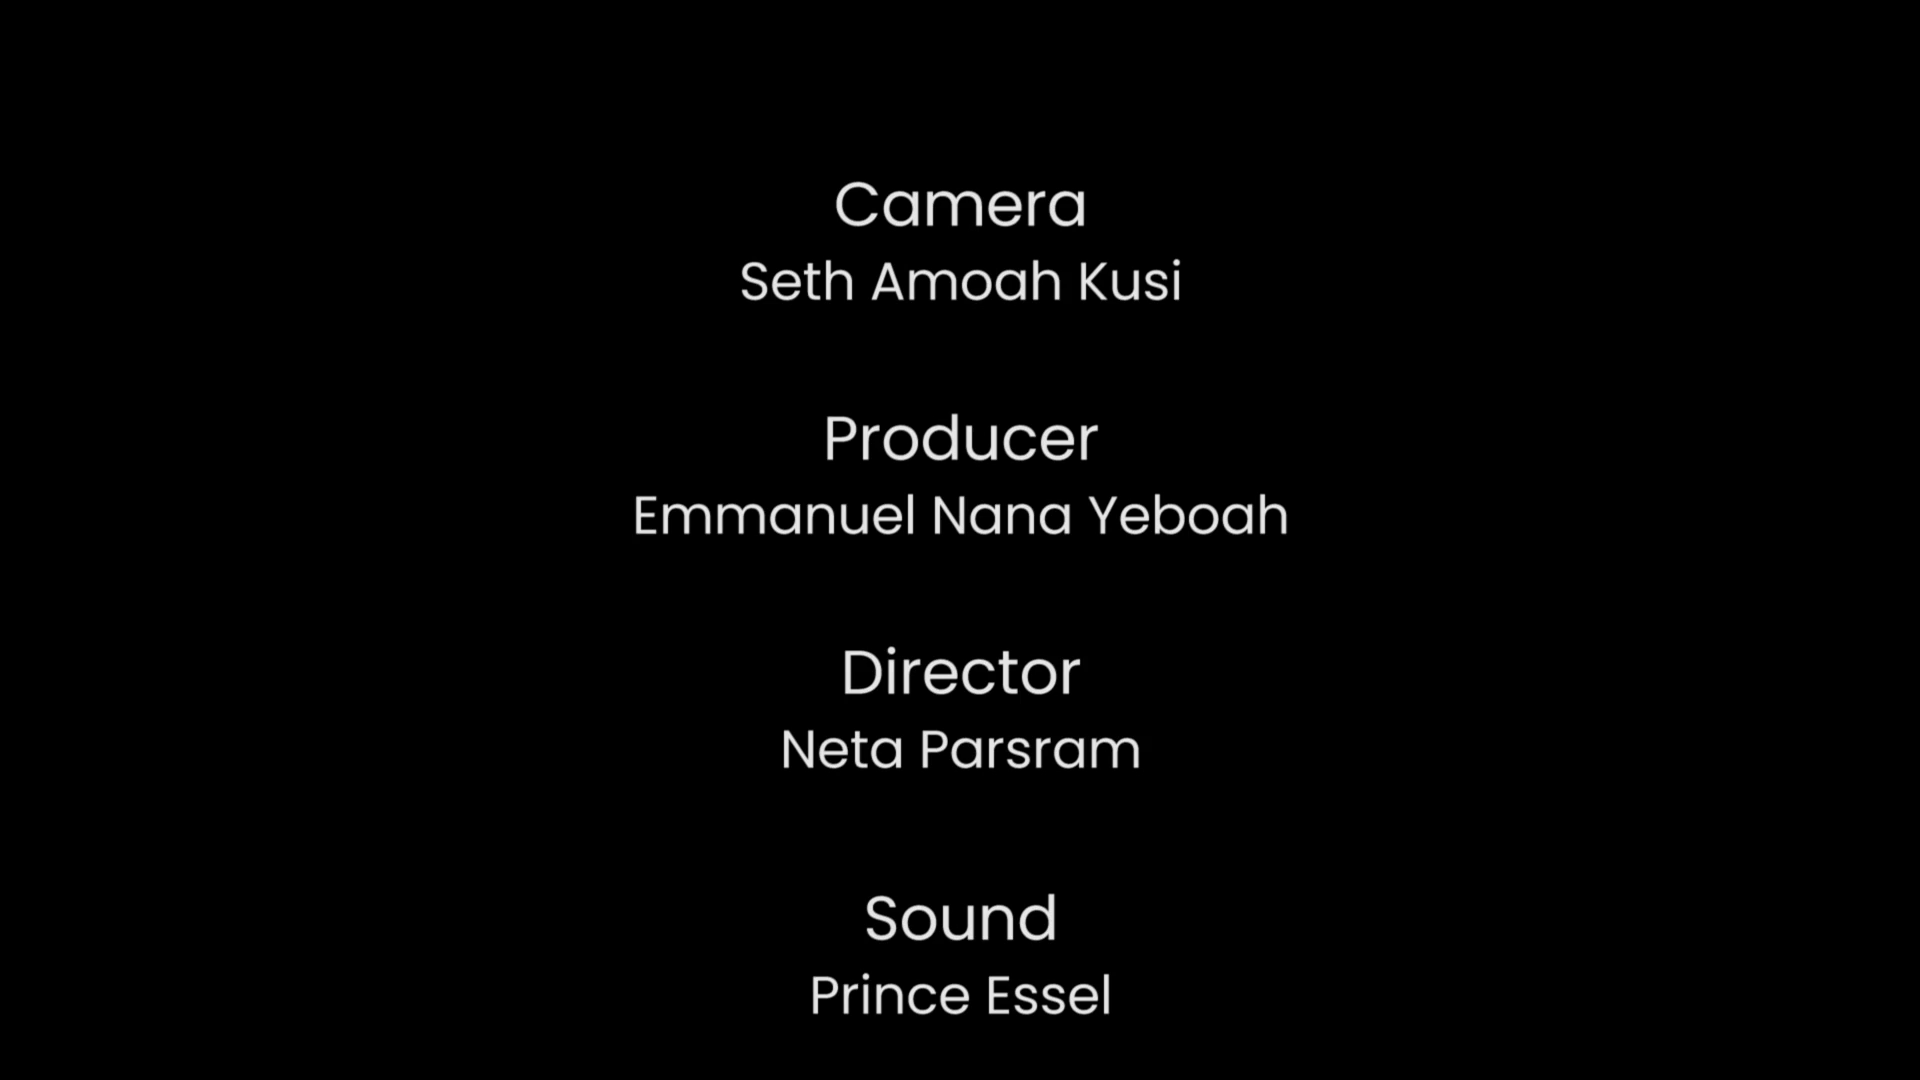 Camera
Seth Amoah Kusi
Producer
Emmanuel Nana Yeboah
Director
Neta Parsram
Sound
Prince Essel